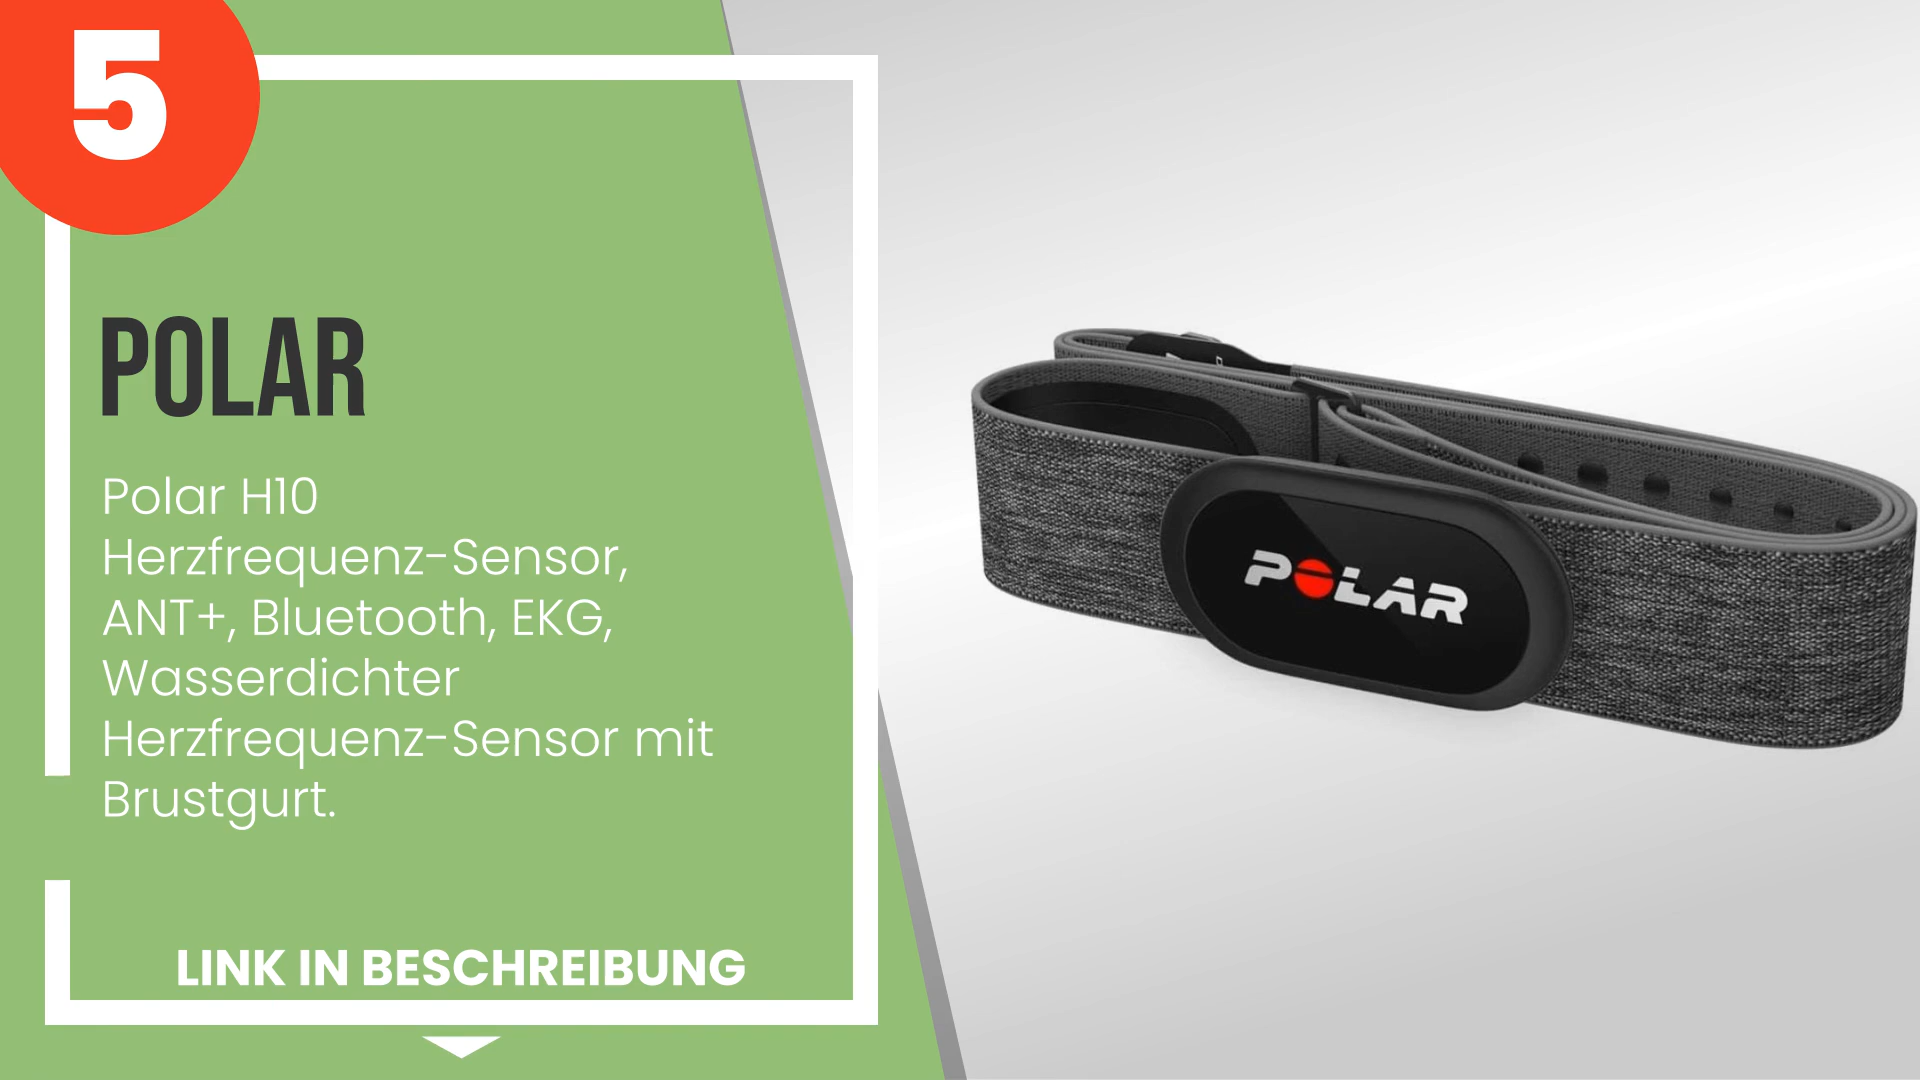 5
POLAR
Polar H10
Herzfrequenz-Sensor,
ANT+, Bluetooth, EKG,
Wasserdichter
Herzfrequenz-Sensor mit
Brustgurt.
LINK IN BESCHREIBUNG
POLAR